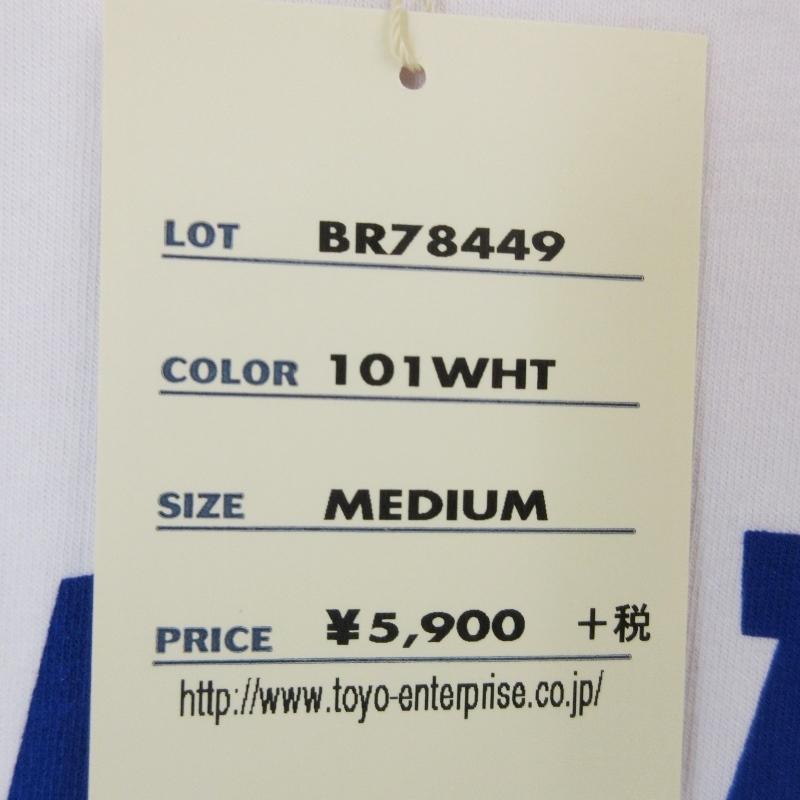 LOT BR78449
COLOR 101WHT
SIZE MEDIUM
PRICE ¥5,900 +税
http://www.toyo-enterprise.co.jp/